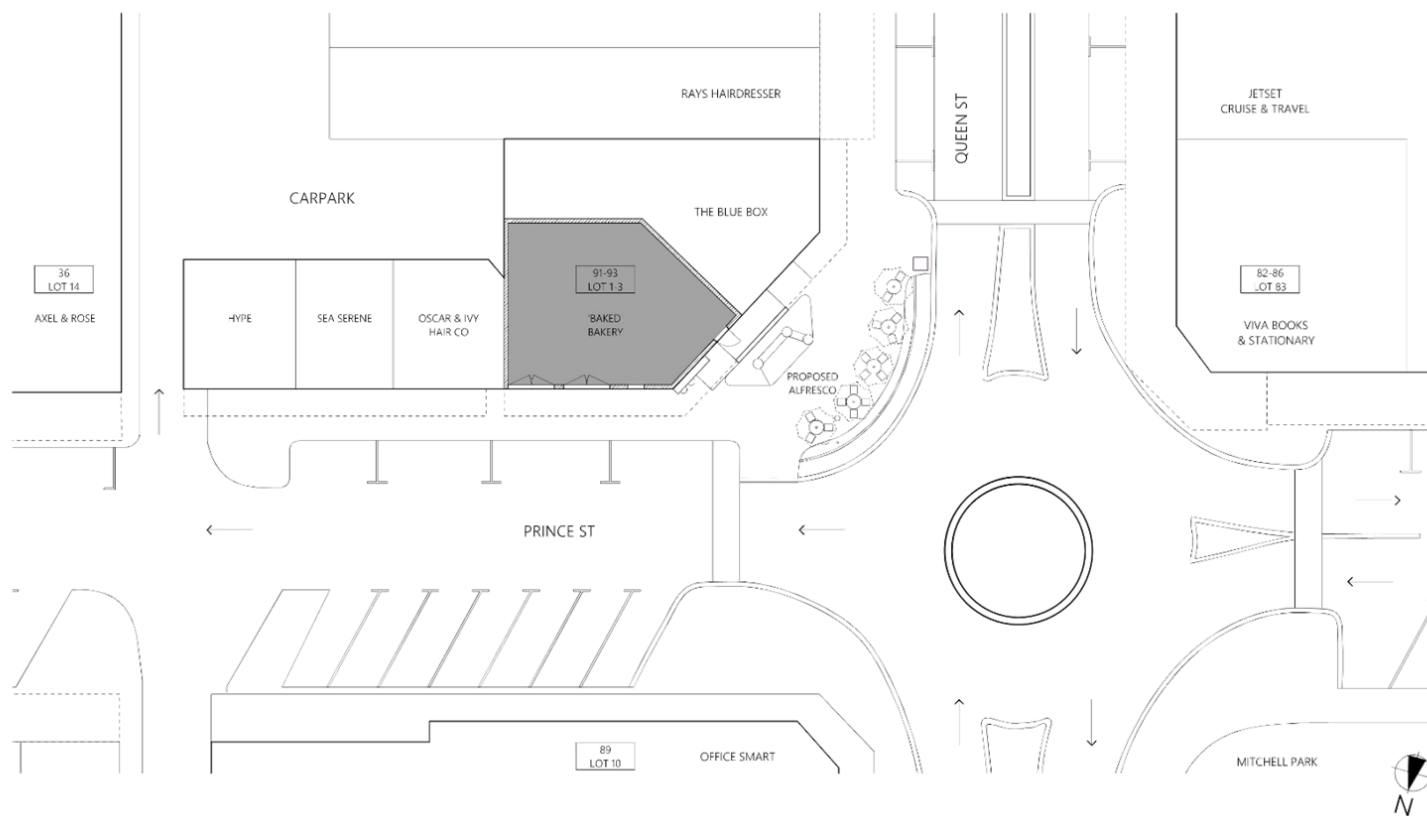 RAYS HAIRDRESSER
QUEEN ST
JETSET
CRUISE & TRAVEL
CARPARK
THE BLUE BOX
36
LOT 14
AXEL & ROSE
HYPE
SEA SERENE
OSCAR & IVY
HAIR CO
91-93
LOT 1-3
'BAKED'
BAKERY
82-86
LOT 83
VIVA BOOKS
& STATIONARY
PROPOSED
ALFRESCO
PRINCE ST
89
LOT 10
OFFICE SMART
MITCHELL PARK
N